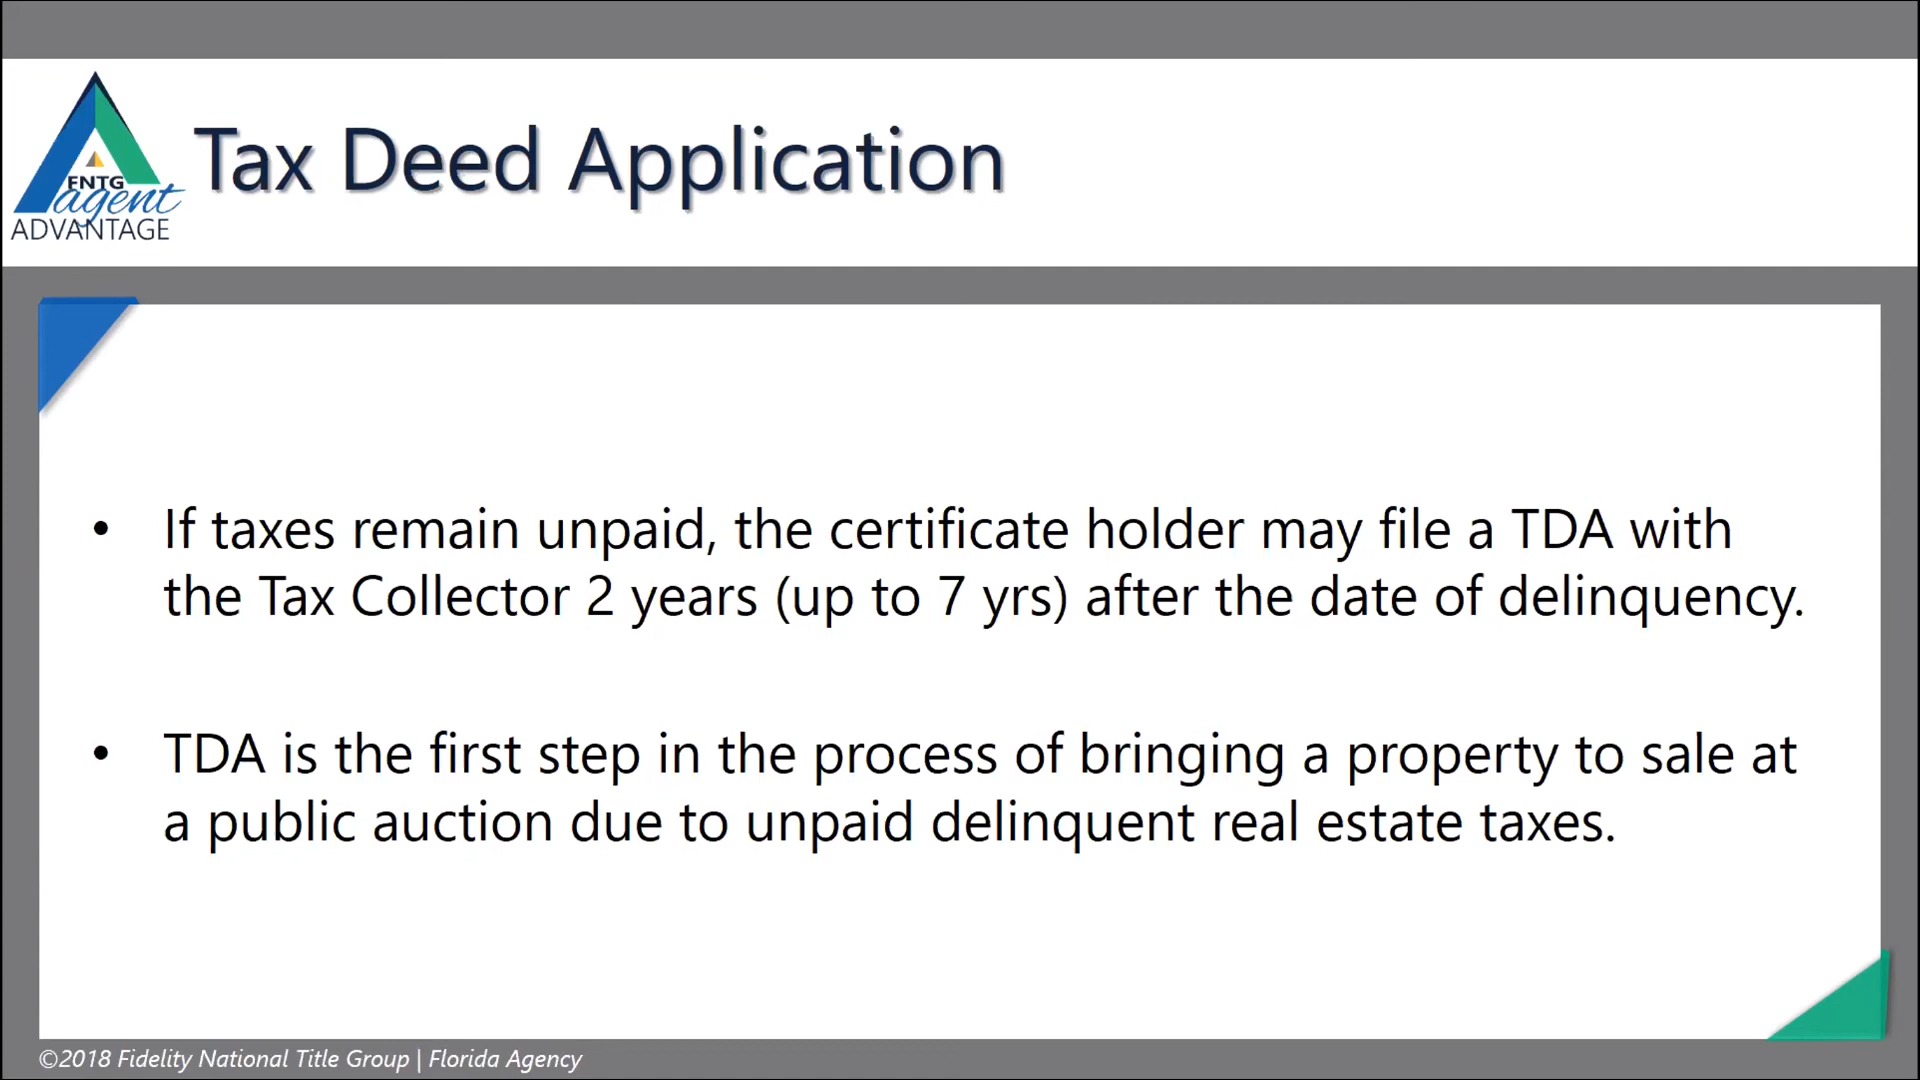 Tax Deed Application
FNTG
agent
ADVANTAGE
• If taxes remain unpaid, the certificate holder may file a TDA with
the Tax Collector 2 years (up to 7 yrs) after the date of delinquency.
• TDA is the first step in the process of bringing a property to sale at
a public auction due to unpaid delinquent real estate taxes.
©2018 Fidelity National Title Group | Florida Agency